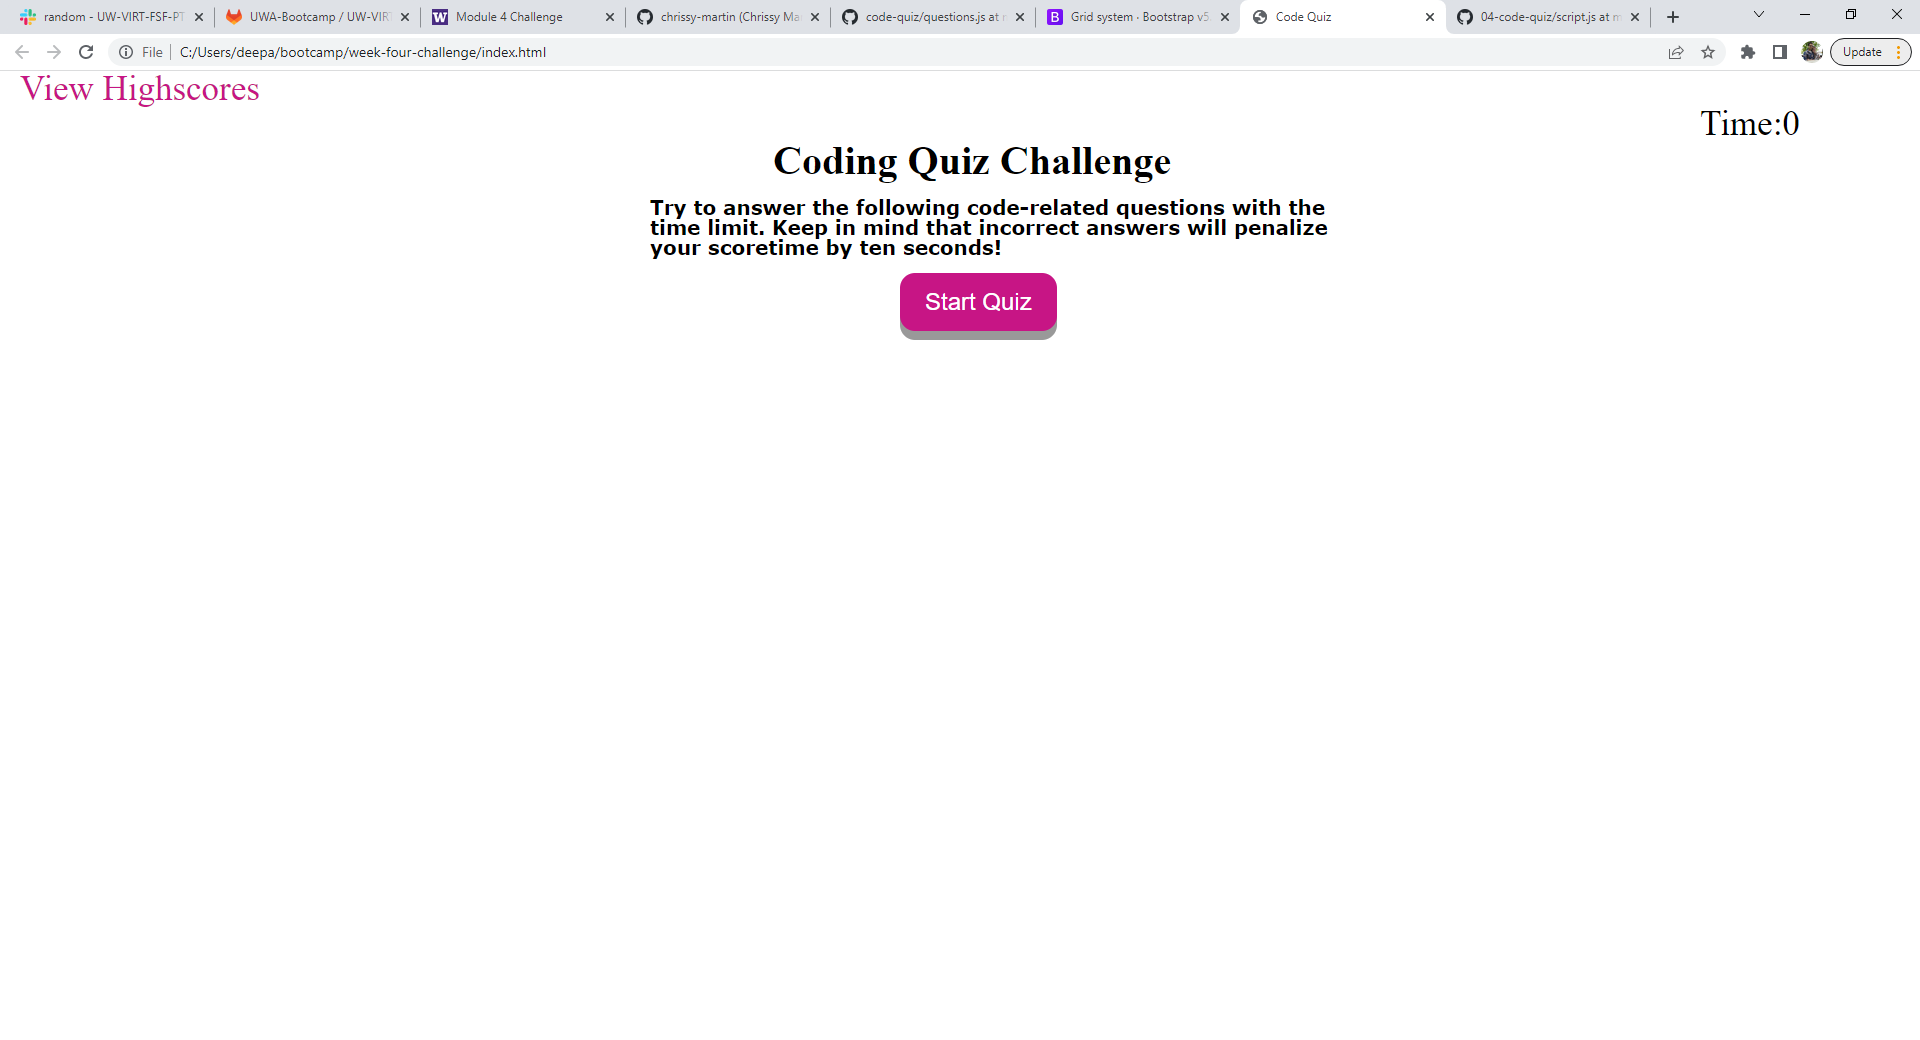 random - UW-VIRT-FSF-PT
UWA-Bootcamp / UW-VIR
Module 4 Challenge
chrissy-martin (Chrissy Ma
code-quiz/questions.js at
Grid system · Bootstrap v5.
Code Quiz
04-code-quiz/script.js at m
File
C:/Users/deepa/bootcamp/week-four-challenge/index.html
Update
View Highscores
Time:0
Coding Quiz Challenge
Try to answer the following code-related questions with the
time limit. Keep in mind that incorrect answers will penalize
your scoretime by ten seconds!
Start Quiz